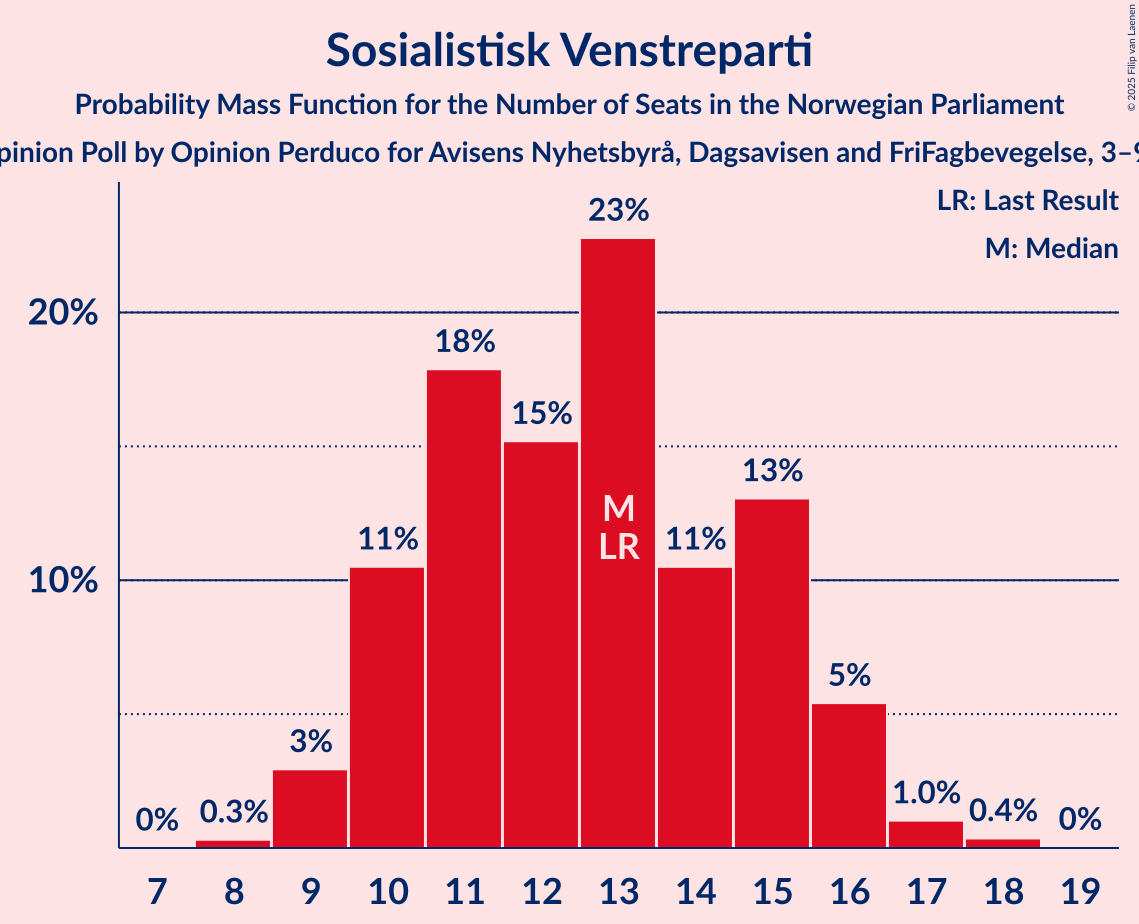 © 2025 Filip van Laenen
Sosialistisk Venstreparti
Probability Mass Function for the Number of Seats in the Norwegian Parliament
pinion Poll by Opinion Perduco for Avisens Nyhetsbyrå, Dagsavisen and FriFagbevegelse, 3–9
LR: Last Result
M: Median
23%
20%
18%
15%
13%
M
LR
11%
11%
10%
5%
3%
0%
0.3%
1.0%
0.4%
0%
7 8 9 10 11 12 13 14 15 16 17 18 19